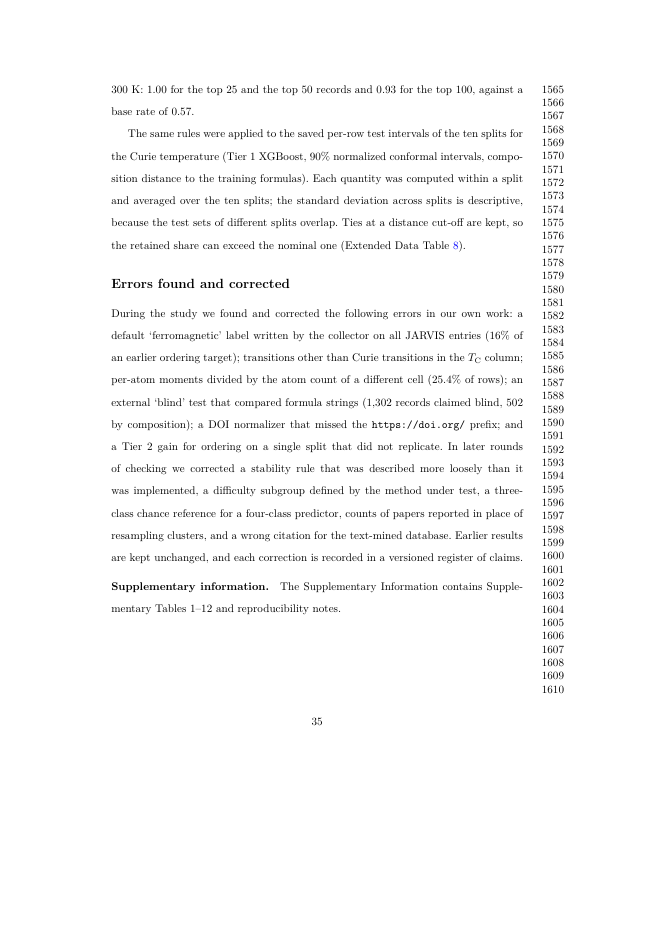 300 K: 1.00 for the top 25 and the top 50 records and 0.93 for the top 100, against a
base rate of 0.57.
The same rules were applied to the saved per-row test intervals of the ten splits for
the Curie temperature (Tier 1 XGBoost, 90% normalized conformal intervals, compo-
sition distance to the training formulas). Each quantity was computed within a split
and averaged over the ten splits; the standard deviation across splits is descriptive,
because the test sets of different splits overlap. Ties at a distance cut-off are kept, so
the retained share can exceed the nominal one (Extended Data Table 8).
Errors found and corrected
During the study we found and corrected the following errors in our own work: a
default ‘ferromagnetic’ label written by the collector on all JARVIS entries (16% of
an earlier ordering target); transitions other than Curie transitions in the TC column;
per-atom moments divided by the atom count of a different cell (25.4% of rows); an
external ‘blind’ test that compared formula strings (1,302 records claimed blind, 502
by composition); a DOI normalizer that missed the https://doi.org/ prefix; and
a Tier 2 gain for ordering on a single split that did not replicate. In later rounds
of checking we corrected a stability rule that was described more loosely than it
was implemented, a difficulty subgroup defined by the method under test, a three-
class chance reference for a four-class predictor, counts of papers reported in place of
resampling clusters, and a wrong citation for the text-mined database. Earlier results
are kept unchanged, and each correction is recorded in a versioned register of claims.
Supplementary information. The Supplementary Information contains Supple-
mentary Tables 1–12 and reproducibility notes.
35
1565
1566
1567
1568
1569
1570
1571
1572
1573
1574
1575
1576
1577
1578
1579
1580
1581
1582
1583
1584
1585
1586
1587
1588
1589
1590
1591
1592
1593
1594
1595
1596
1597
1598
1599
1600
1601
1602
1603
1604
1605
1606
1607
1608
1609
1610